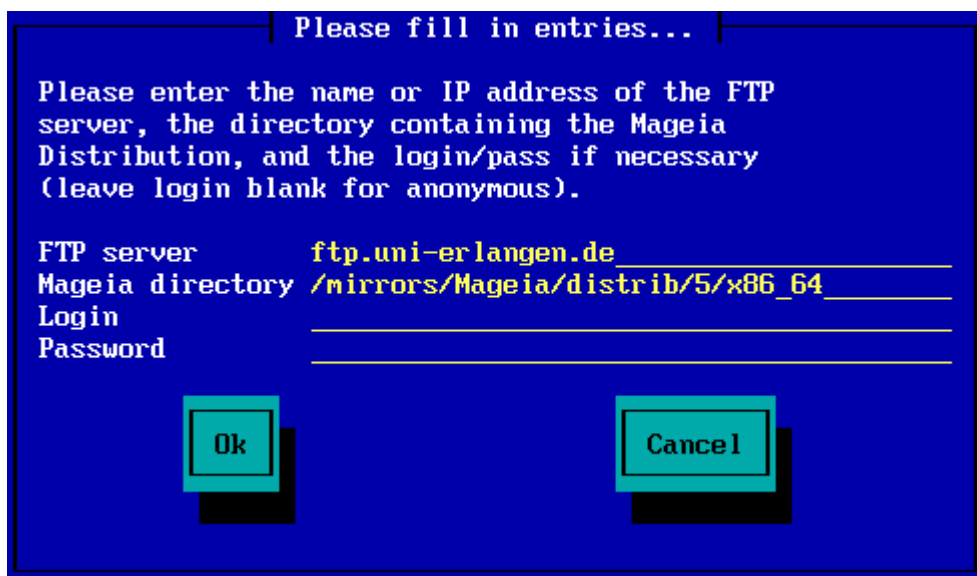 Please fill in entries...
Please enter the name or IP address of the FTP
server, the directory containing the Mageia
Distribution, and the login/pass if necessary
(leave login blank for anonymous).
FTP server ftp.uni-erlangen.de
Mageia directory /mirrors/Mageia/distrib/5/x86_64
Login
Password
Ok Cancel